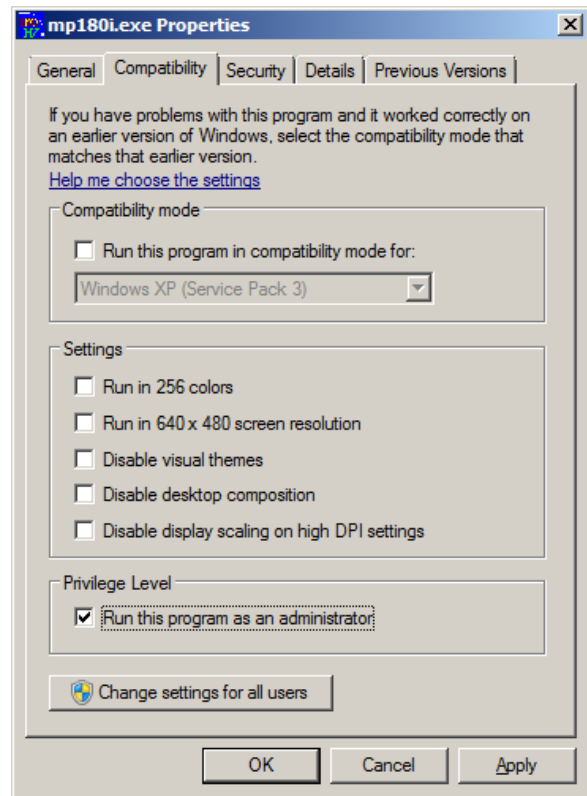 mp180i.exe Properties
General Compatibility Security Details Previous Versions
If you have problems with this program and it worked correctly on
an earlier version of Windows, select the compatibility mode that
matches that earlier version.
Help me choose the settings
Compatibility mode
Run this program in compatibility mode for:
Windows XP (Service Pack 3)
Settings
Run in 256 colors
Run in 640 x 480 screen resolution
Disable visual themes
Disable desktop composition
Disable display scaling on high DPI settings
Privilege Level
Run this program as an administrator
Change settings for all users
OK Cancel Apply